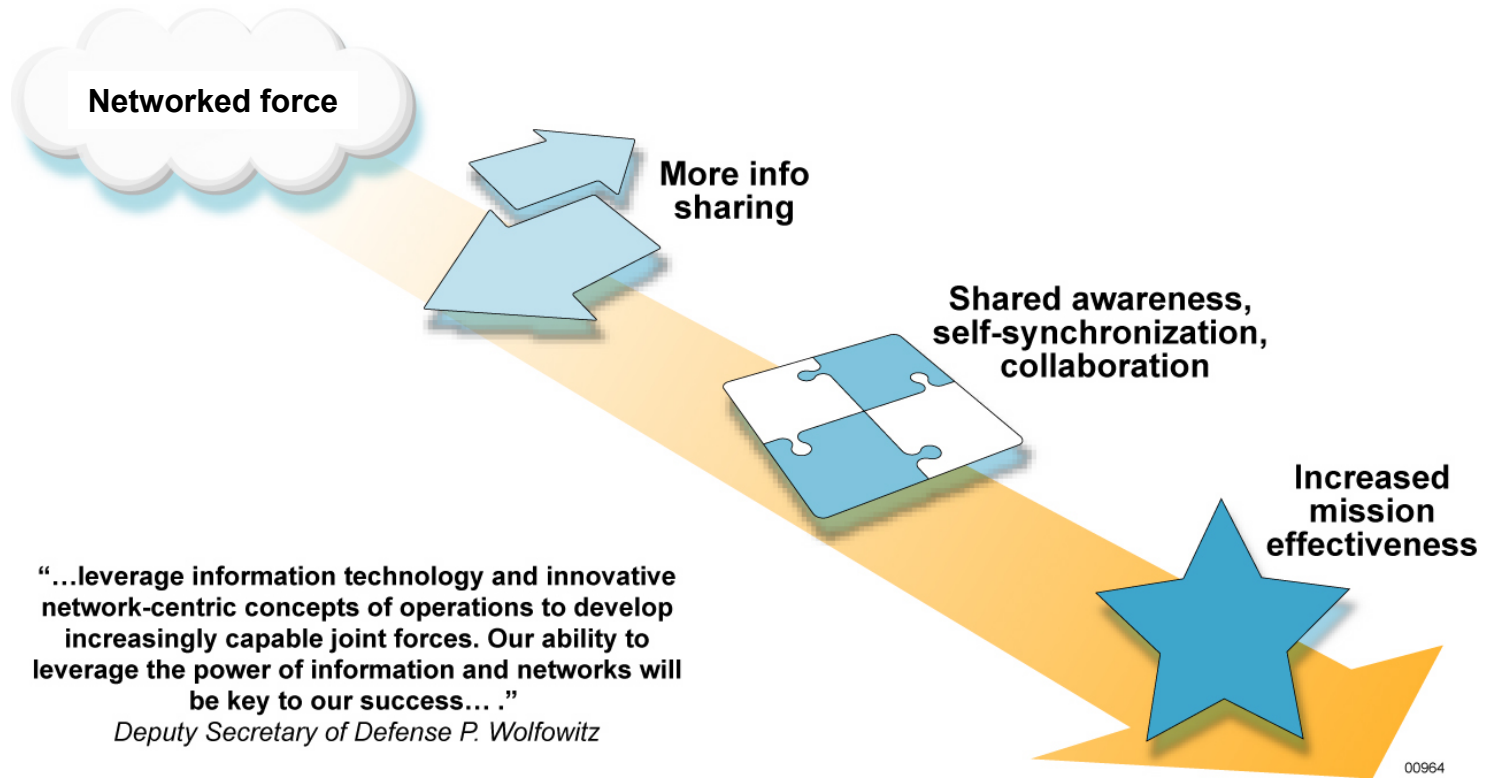 Networked force
More info
sharing
Shared awareness,
self-synchronization,
collaboration
Increased
mission
effectiveness
“…leverage information technology and innovative
network-centric concepts of operations to develop
increasingly capable joint forces. Our ability to
leverage the power of information and networks will
be key to our success… .”
Deputy Secretary of Defense P. Wolfowitz
00964